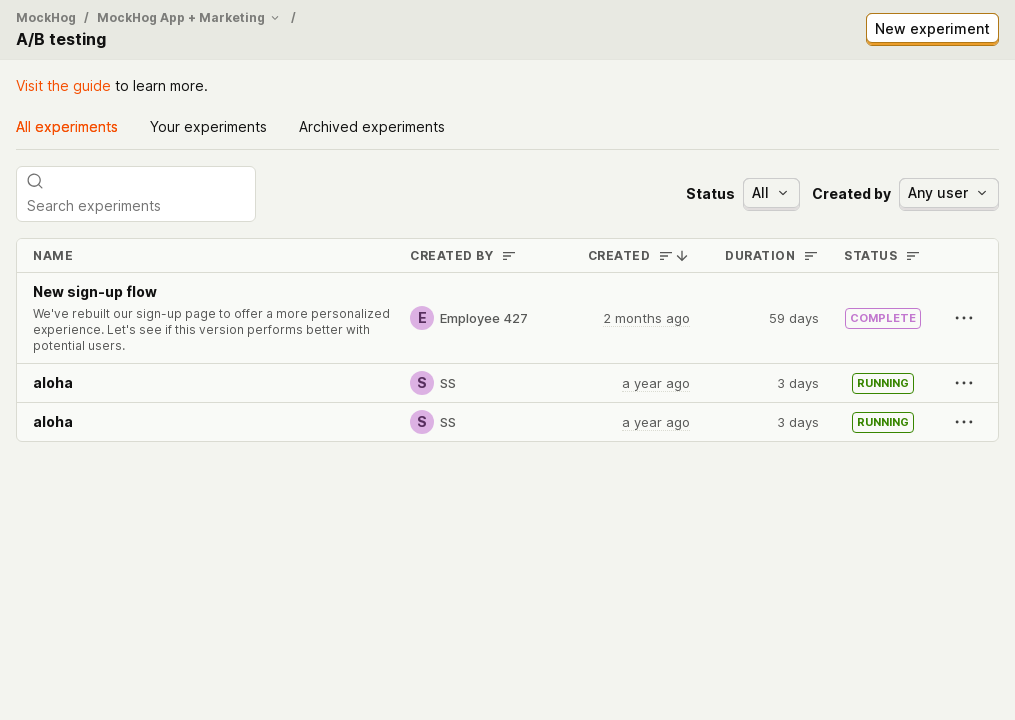 MockHog / MockHog App + Marketing /
A/B testing
New experiment
Visit the guide to learn more.
All experiments Your experiments Archived experiments
Search experiments
Status All Created by Any user
NAME CREATED BY CREATED DURATION STATUS
New sign-up flow
We've rebuilt our sign-up page to offer a more personalized
experience. Let's see if this version performs better with
potential users.
E Employee 427 2 months ago 59 days COMPLETE
aloha S SS a year ago 3 days RUNNING
aloha S SS a year ago 3 days RUNNING